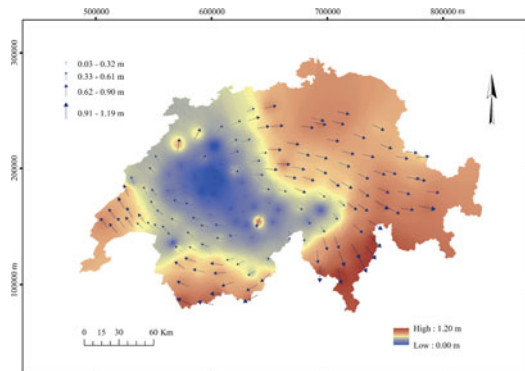 500000 600000 700000 800000 m
300000
200000
100000 m
0.03 - 0.32 m
0.33 - 0.61 m
0.62 - 0.90 m
0.91 - 1.19 m
0 15 30 60 Km
High : 1.20 m
Low : 0.00 m